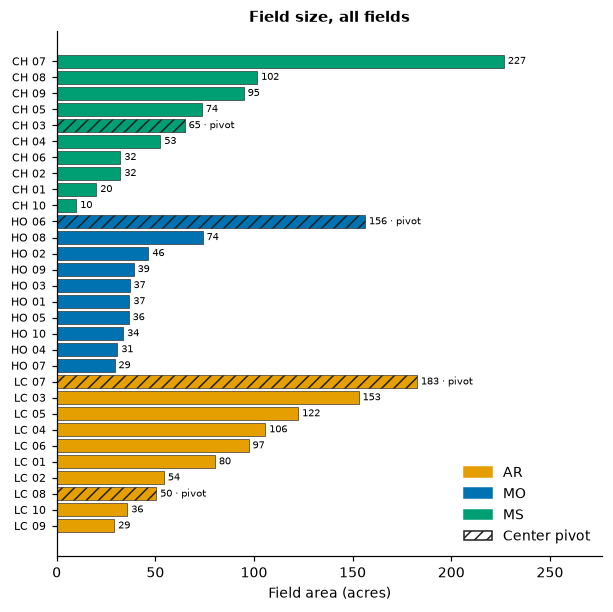 Field size, all fields
CH 07 227
CH 08 102
CH 09 95
CH 05 74
CH 03 65 · pivot
CH 04 53
CH 06 32
CH 02 32
CH 01 20
CH 10 10
HO 06 156 · pivot
HO 08 74
HO 02 46
HO 09 39
HO 03 37
HO 01 37
HO 05 36
HO 10 34
HO 04 31
HO 07 29
LC 07 183 · pivot
LC 03 153
LC 05 122
LC 04 106
LC 06 97
LC 01 80
LC 02 54
LC 08 50 · pivot
LC 10 36
LC 09 29
AR
MO
MS
Center pivot
0 50 100 150 200 250
Field area (acres)